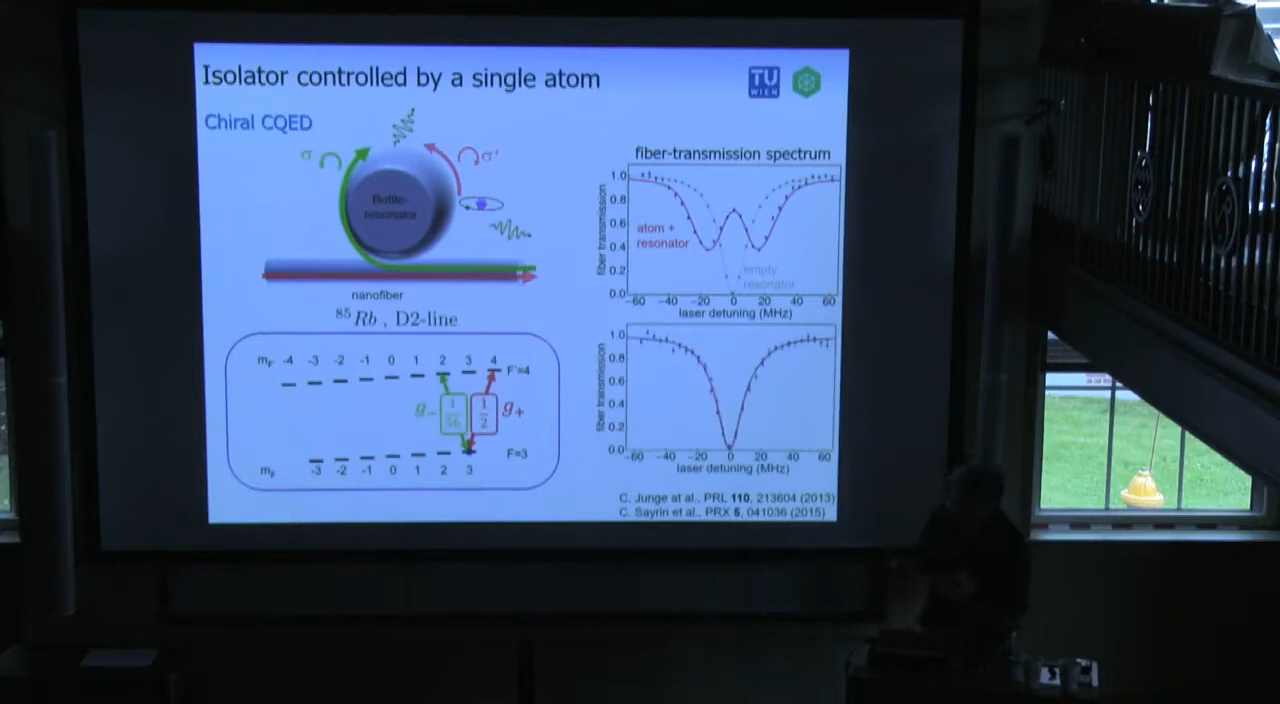 Isolator controlled by a single atom
TU
WIEN
Chiral CQED
σ
σ⁺
Bottle-
resonator
nanofiber
⁸⁵Rb , D2-line
m_F -4 -3 -2 -1 0 1 2 3 4
F'=4
g₋
1
2
g₊
F=3
m_F -3 -2 -1 0 1 2 3
fiber-transmission spectrum
fiber transmission
1.0
0.8
0.6
0.4
0.2
0.0
atom +
resonator
empty
resonator
-60 -40 -20 0 20 40 60
laser detuning (MHz)
fiber transmission
1.0
0.8
0.6
0.4
0.2
0.0
-60 -40 -20 0 20 40 60
laser detuning (MHz)
C. Junge at al., PRL 110, 213604 (2013)
C. Sayrin et al., PRX 5, 041036 (2015)